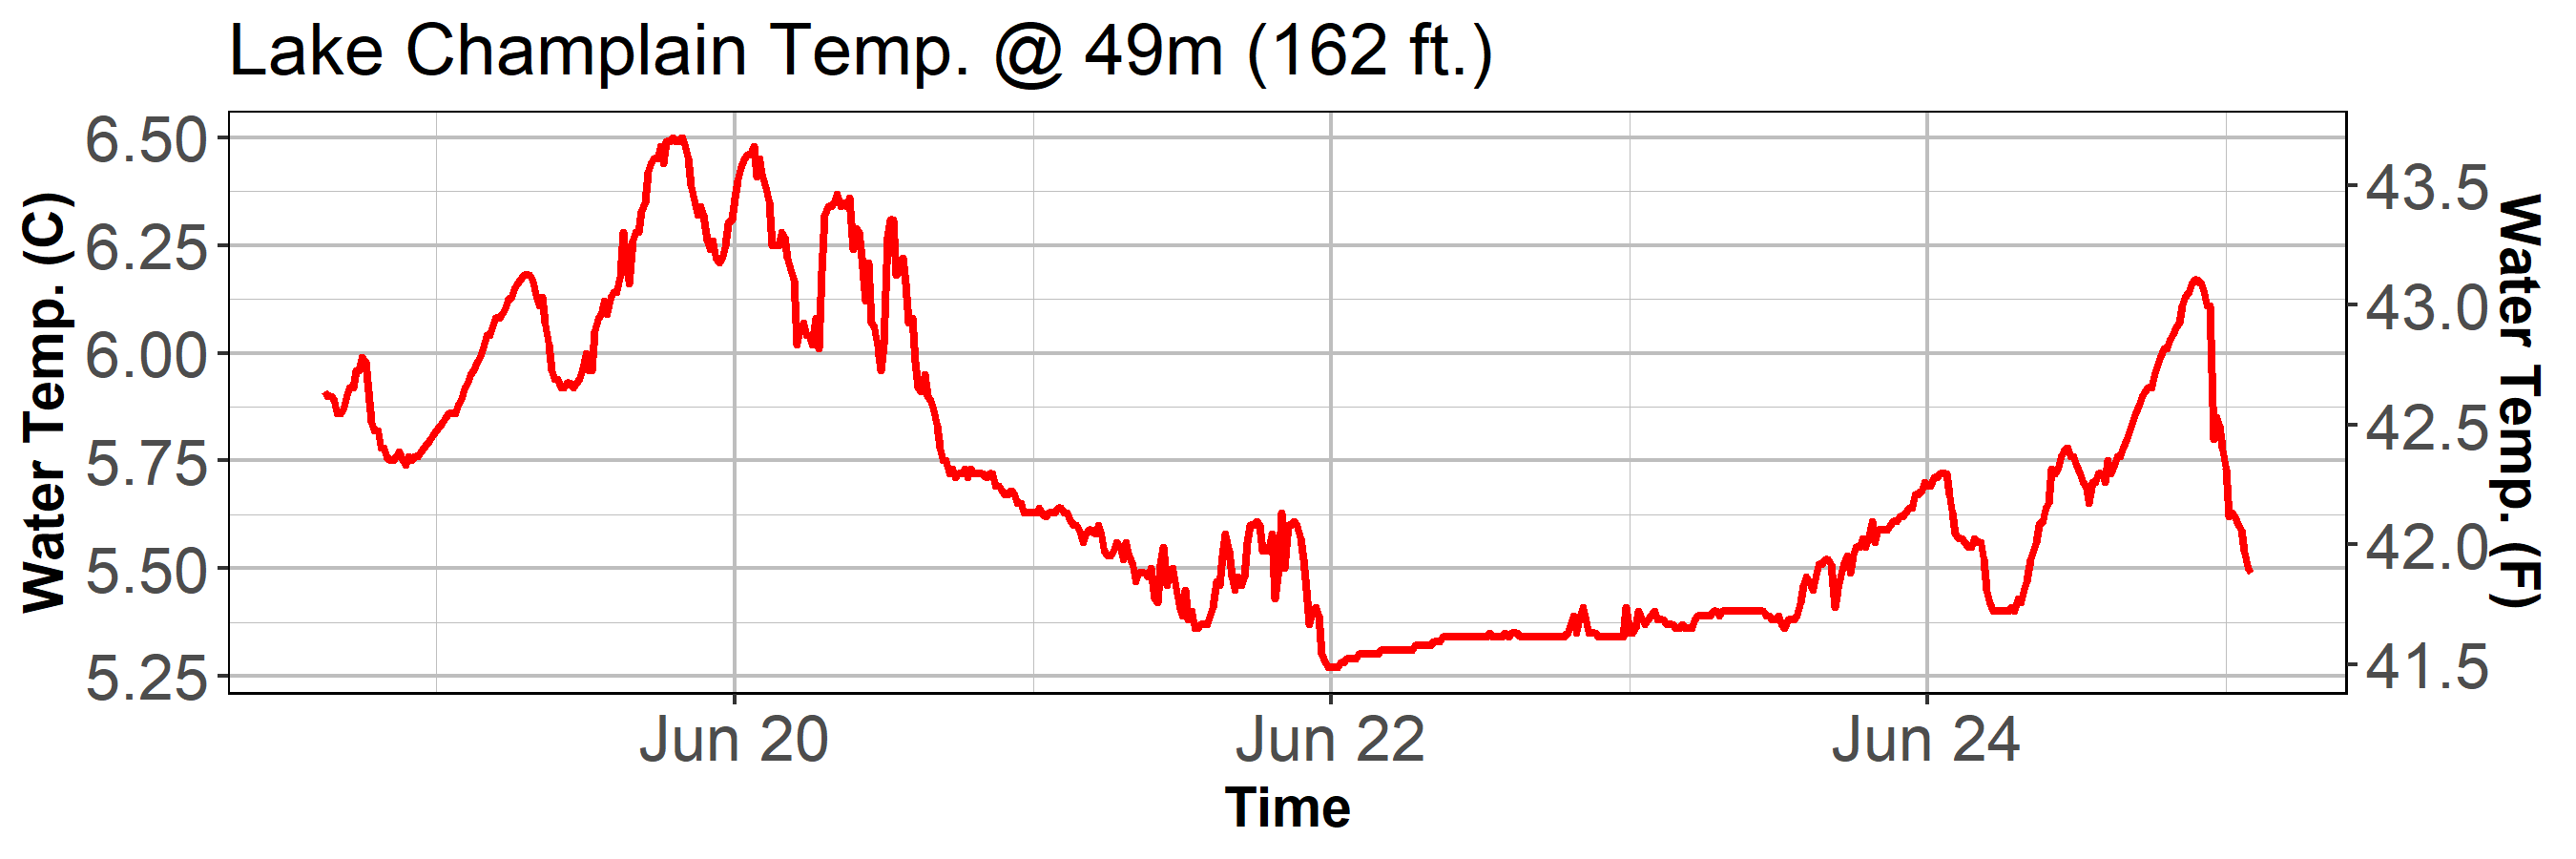 Lake Champlain Temp. @ 49m (162 ft.)
Water Temp. (C)
6.50
6.25
6.00
5.75
5.50
5.25
43.5
43.0
42.5
42.0
41.5
Water Temp. (F)
Jun 20
Jun 22
Jun 24
Time